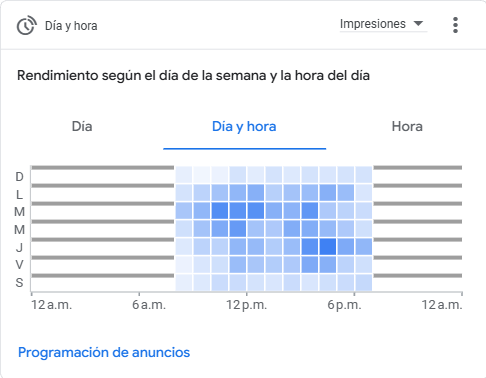 Día y hora
Impresiones
Rendimiento según el día de la semana y la hora del día
Día
Día y hora
Hora
D
L
M
M
J
V
S
12 a.m.
6 a.m.
12 p.m.
6 p.m.
12 a.m.
Programación de anuncios